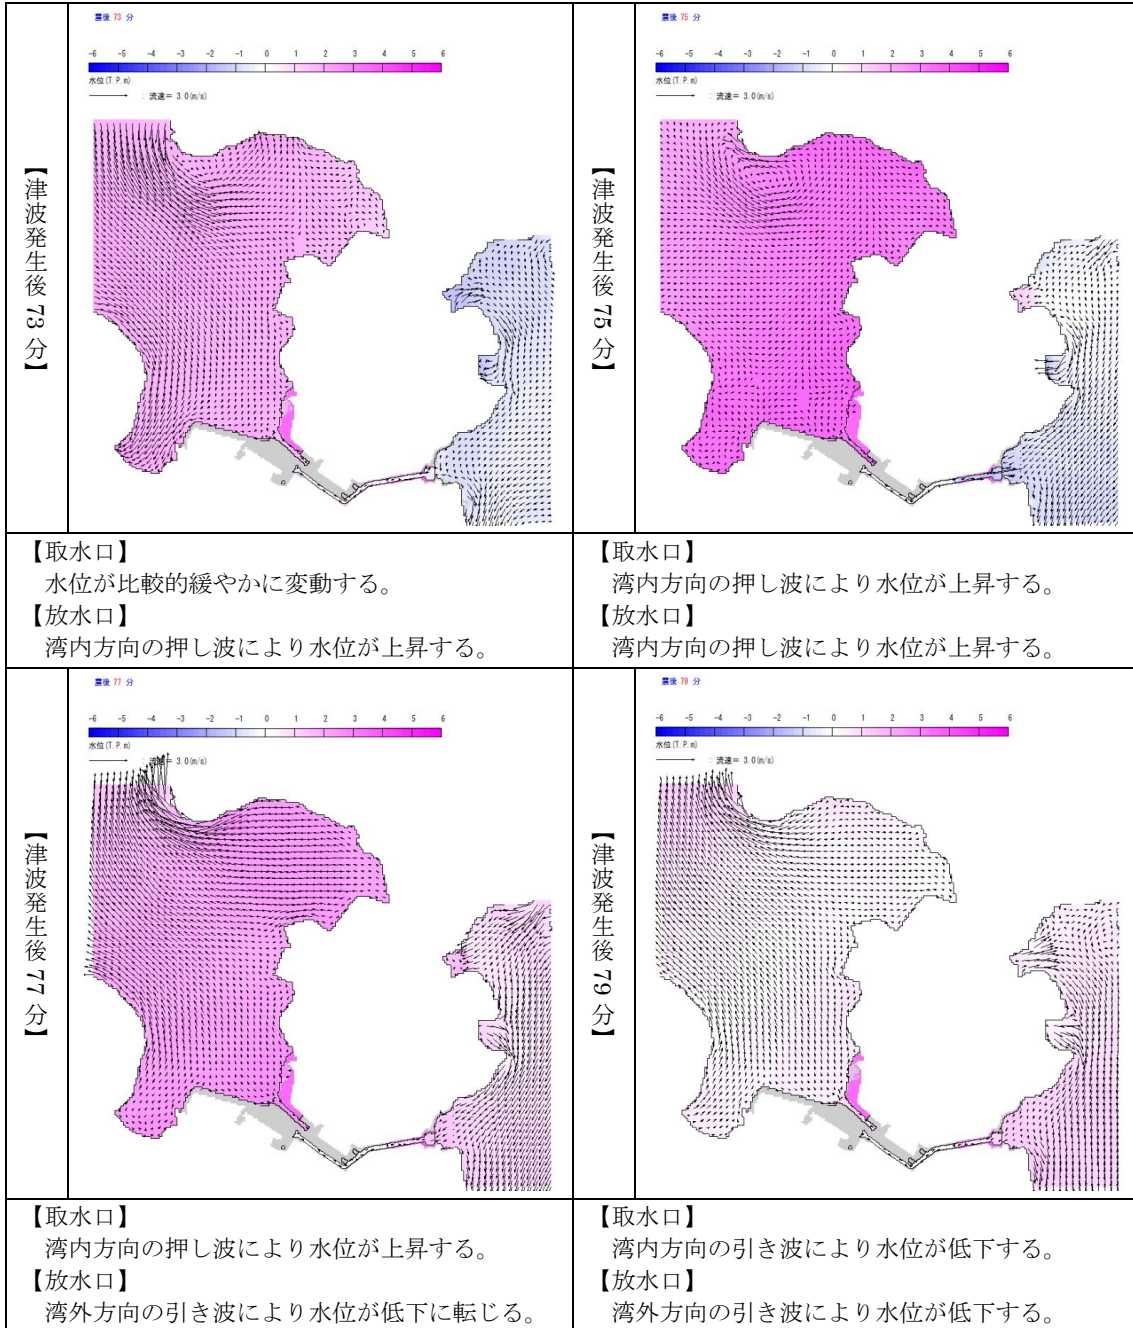 震後 73 分
-6 -5 -4 -3 -2 -1 0 1 2 3 4 5 6
水位(T.P.m)
: 流速= 3.0(m/s)
【津波発生後 73 分】
【取水口】
水位が比較的緩やかに変動する。
【放水口】
湾内方向の押し波により水位が上昇する。
震後 75 分
-6 -5 -4 -3 -2 -1 0 1 2 3 4 5 6
水位(T.P.m)
: 流速= 3.0(m/s)
【津波発生後 75 分】
【取水口】
湾内方向の押し波により水位が上昇する。
【放水口】
湾内方向の押し波により水位が上昇する。
震後 77 分
-6 -5 -4 -3 -2 -1 0 1 2 3 4 5 6
水位(T.P.m)
: 流速= 3.0(m/s)
【津波発生後 77 分】
【取水口】
湾内方向の押し波により水位が上昇する。
【放水口】
湾外方向の引き波により水位が低下に転じる。
震後 79 分
-6 -5 -4 -3 -2 -1 0 1 2 3 4 5 6
水位(T.P.m)
: 流速= 3.0(m/s)
【津波発生後 79 分】
【取水口】
湾内方向の引き波により水位が低下する。
【放水口】
湾外方向の引き波により水位が低下する。